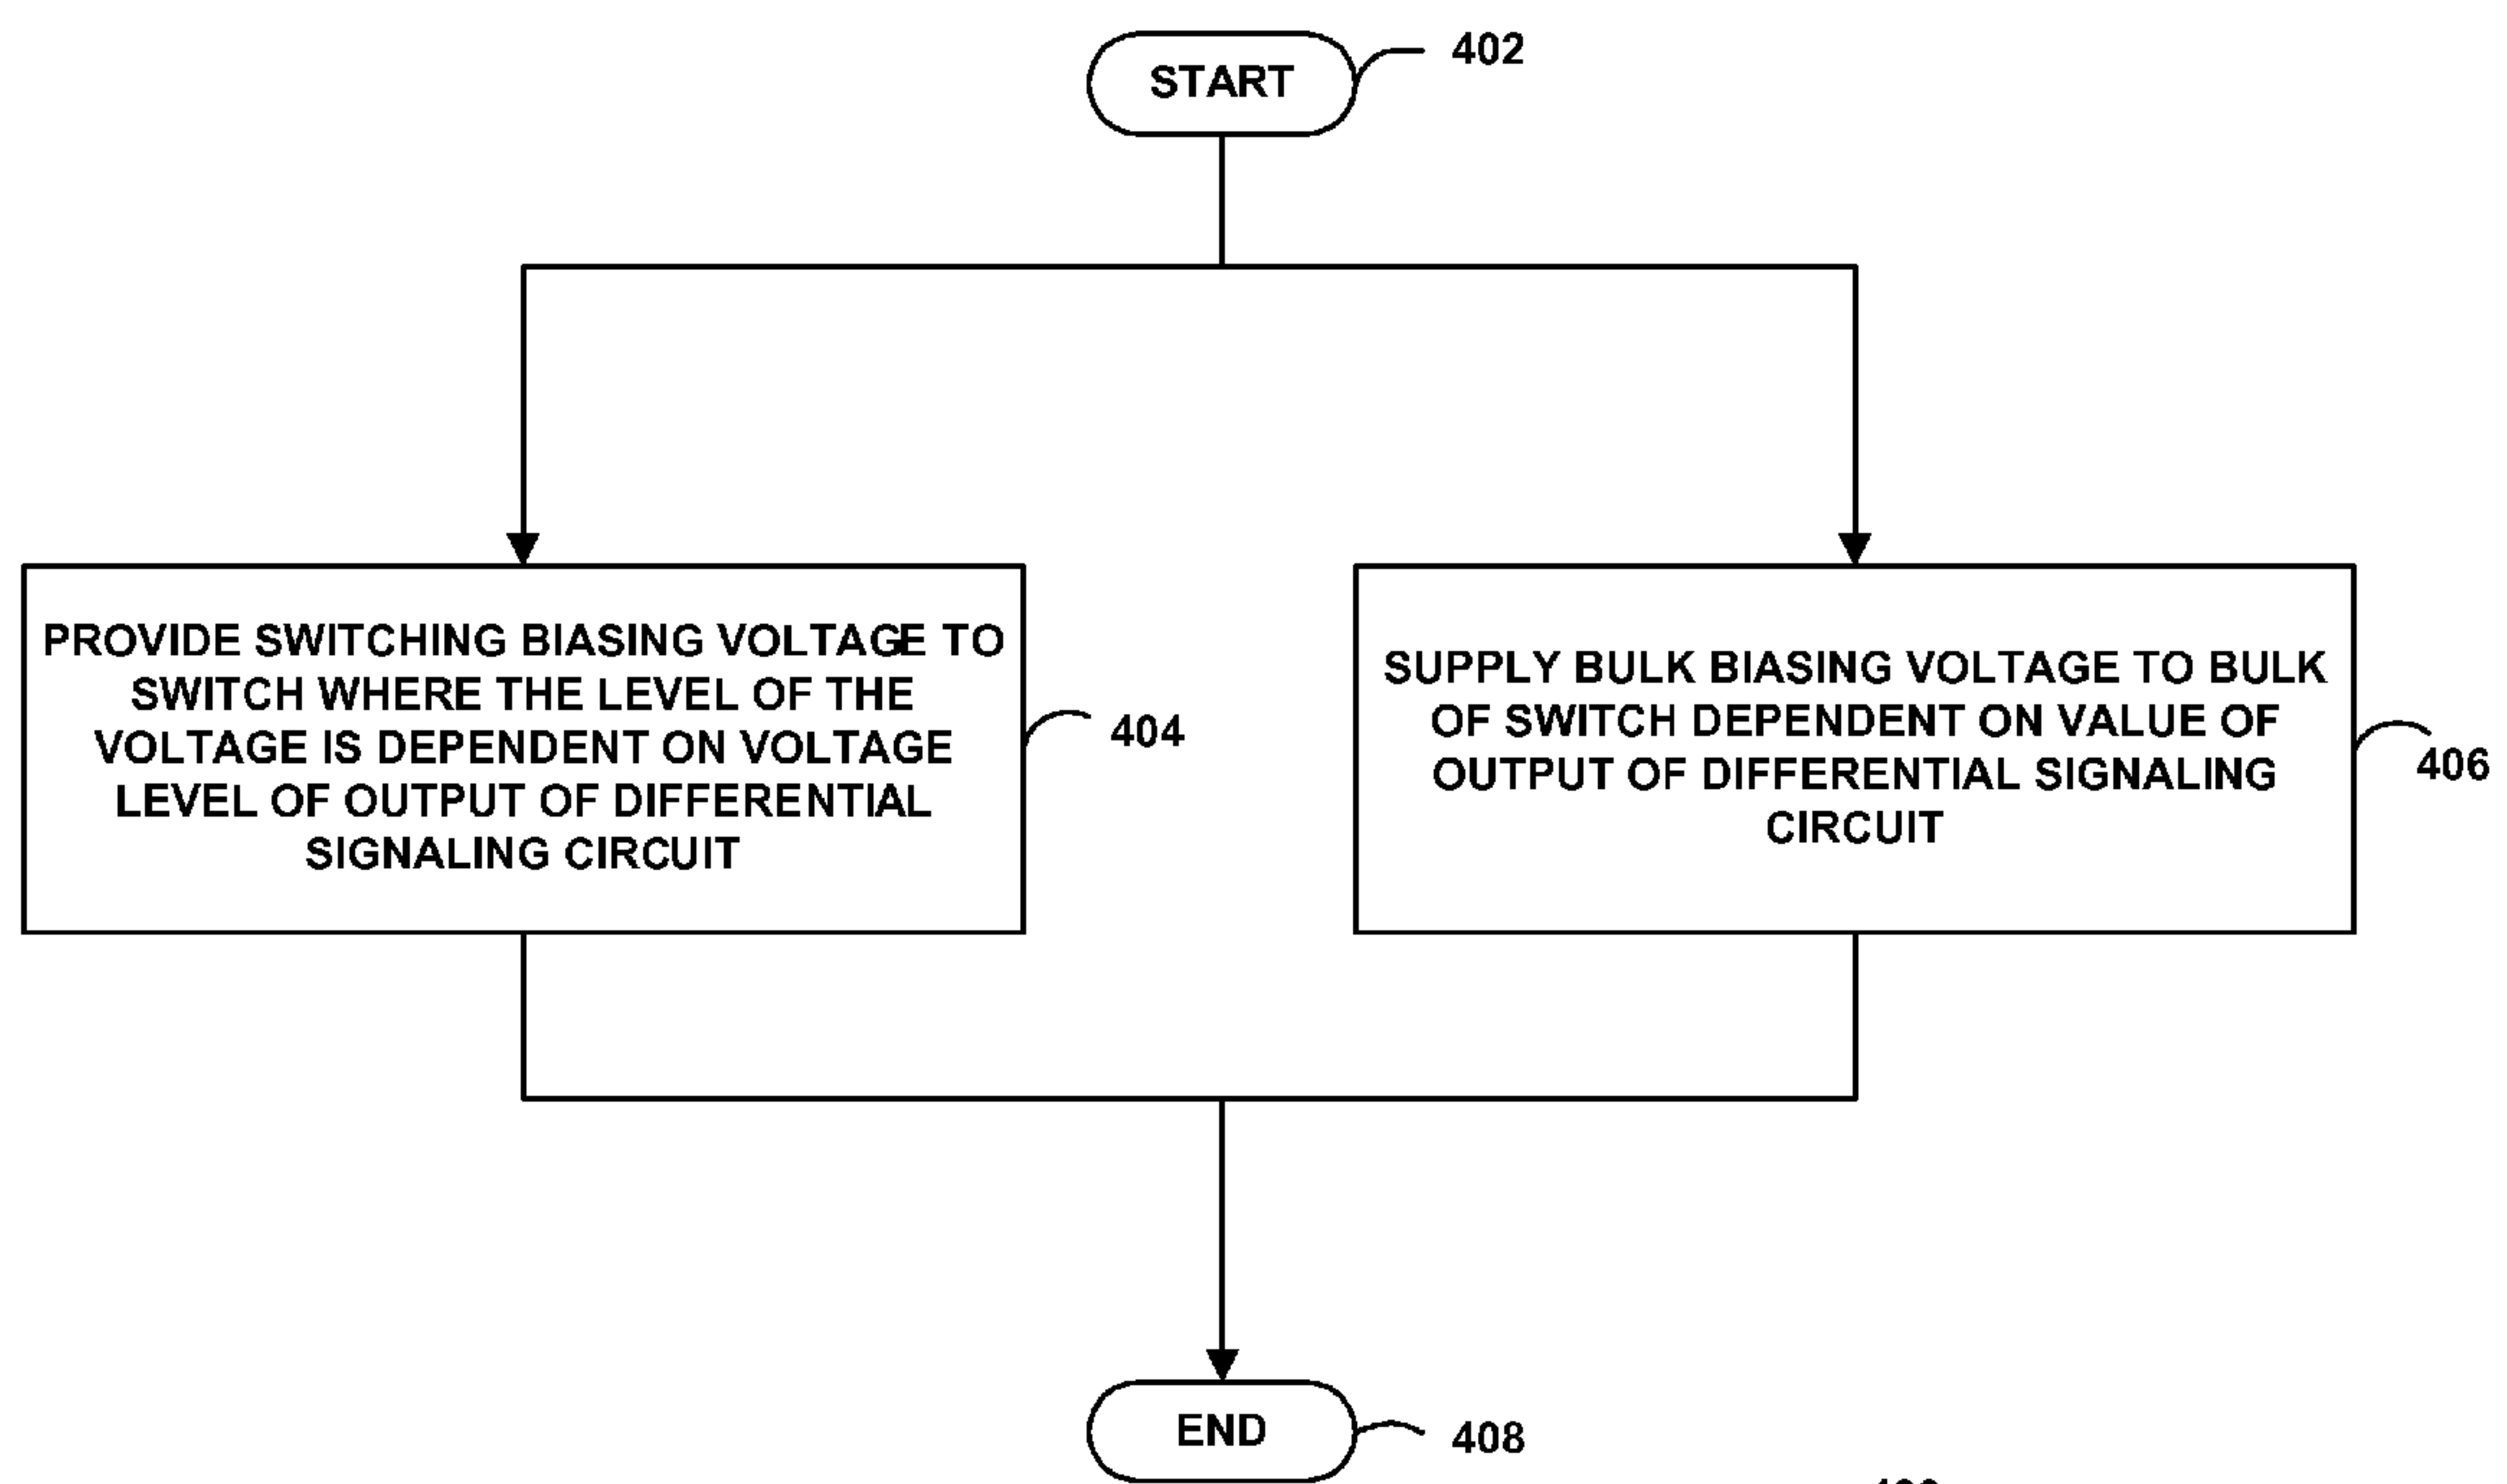 START
402
PROVIDE SWITCHING BIASING VOLTAGE TO
SWITCH WHERE THE LEVEL OF THE
VOLTAGE IS DEPENDENT ON VOLTAGE
LEVEL OF OUTPUT OF DIFFERENTIAL
SIGNALING CIRCUIT
404
SUPPLY BULK BIASING VOLTAGE TO BULK
OF SWITCH DEPENDENT ON VALUE OF
OUTPUT OF DIFFERENTIAL SIGNALING
CIRCUIT
406
END
408